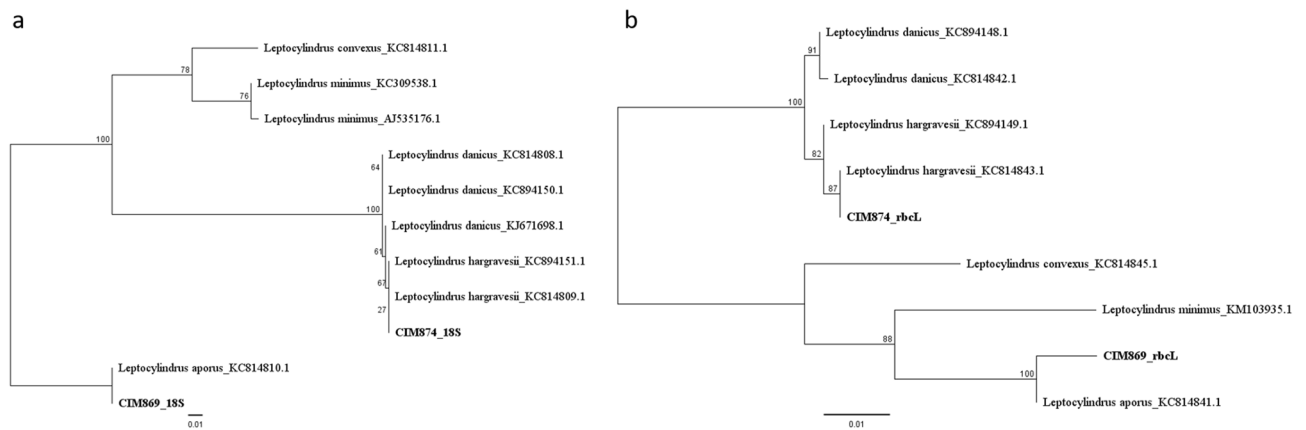 a
Leptocylindrus convexus_KC814811.1
78
Leptocylindrus minimus_KC309538.1
76
Leptocylindrus minimus_AJ535176.1
100
Leptocylindrus danicus_KC814808.1
64
Leptocylindrus danicus_KC894150.1
100
Leptocylindrus danicus_KJ671698.1
61
Leptocylindrus hargravesii_KC894151.1
67
Leptocylindrus hargravesii_KC814809.1
27
CIM874_18S
Leptocylindrus aporus_KC814810.1
CIM869_18S
0.01
b
Leptocylindrus danicus_KC894148.1
91
Leptocylindrus danicus_KC814842.1
100
Leptocylindrus hargravesii_KC894149.1
82
Leptocylindrus hargravesii_KC814843.1
87
CIM874_rbcL
Leptocylindrus convexus_KC814845.1
Leptocylindrus minimus_KM103935.1
88
CIM869_rbcL
100
Leptocylindrus aporus_KC814841.1
0.01